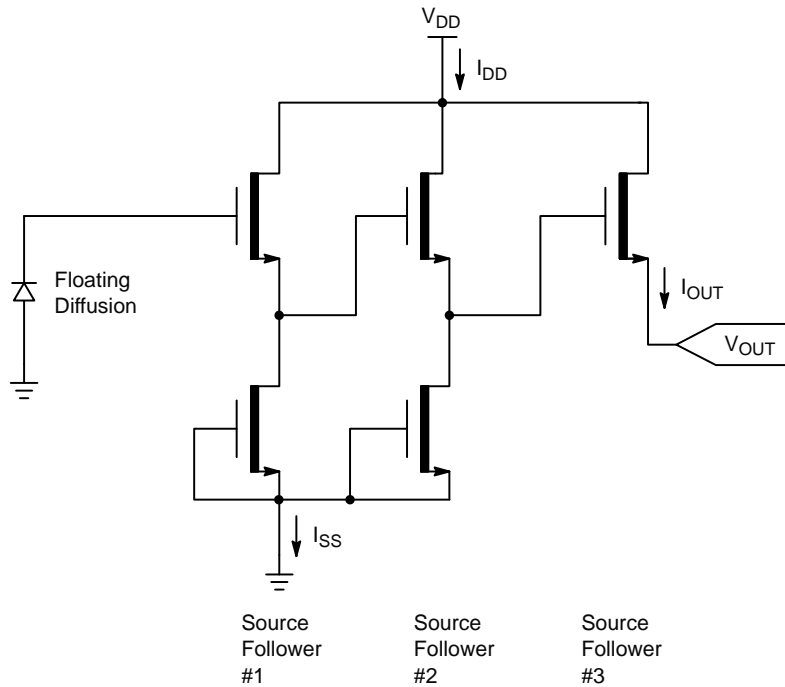 VDD
IDD
Floating
Diffusion
IOUT
VOUT
ISS
Source
Follower
#1
Source
Follower
#2
Source
Follower
#3